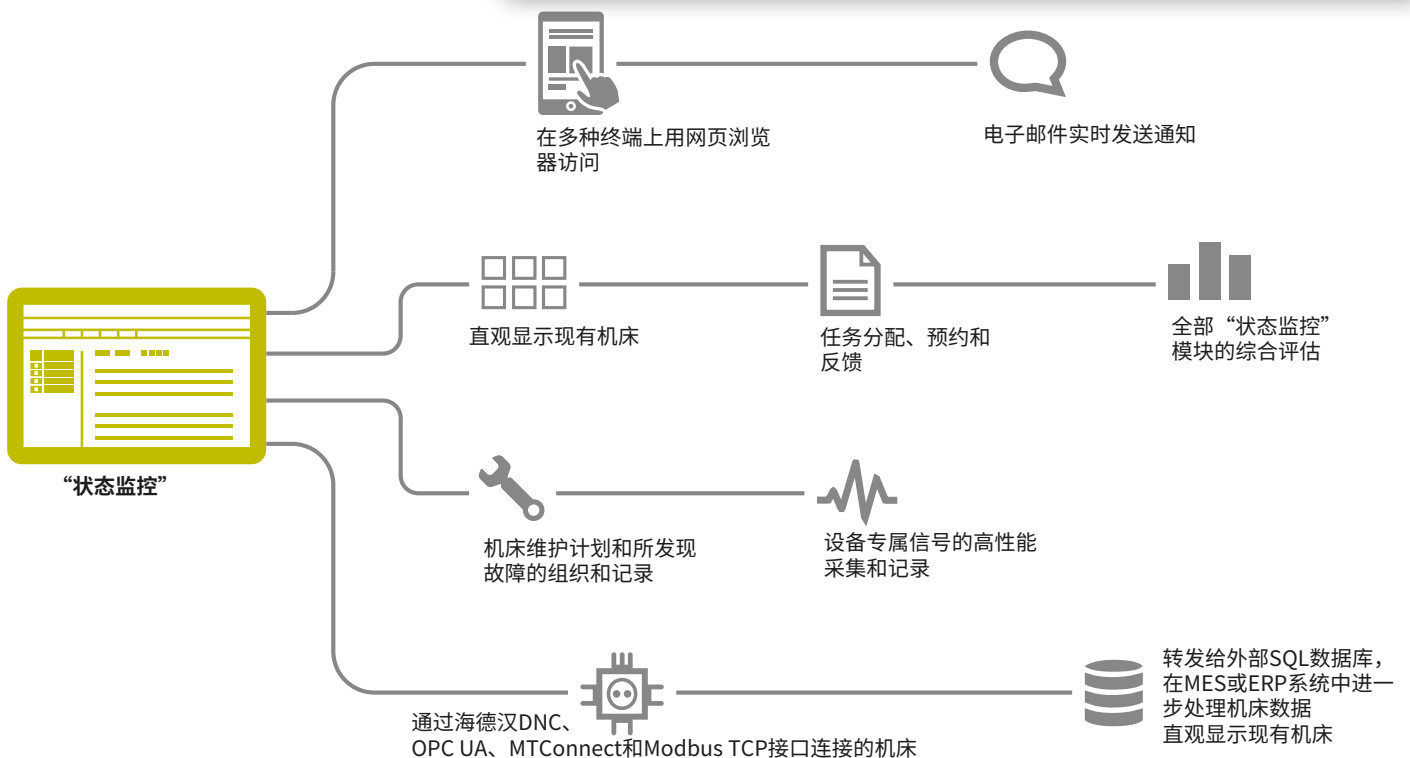 在多种终端上用网页浏览
器访问
电子邮件实时发送通知
直观显示现有机床
任务分配、预约和
反馈
全部“状态监控”
模块的综合评估
“状态监控”
机床维护计划和所发现
故障的组织和记录
设备专属信号的高性能
采集和记录
通过海德汉DNC、
OPC UA、MTConnect和Modbus TCP接口连接的机床
转发给外部SQL数据库，
在MES或ERP系统中进一
步处理机床数据
直观显示现有机床